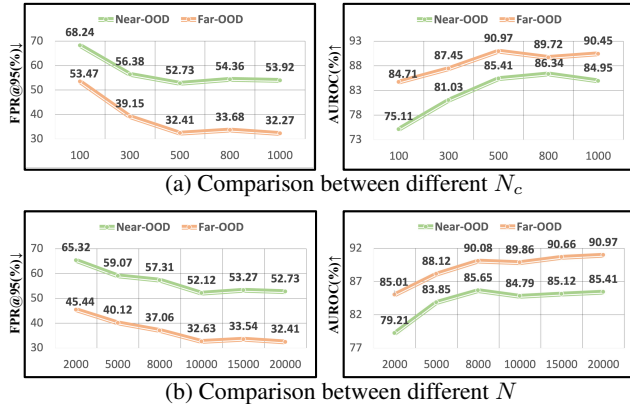 Near-OOD Far-OOD
FPR@95(%)↓
70
60
50
40
30
68.24 56.38 52.73 54.36 53.92
53.47 39.15 32.41 33.68 32.27
100 300 500 800 1000
Near-OOD Far-OOD
AUROC(%)↑
93
88
83
78
73
84.71 87.45 90.97 89.72 90.45
75.11 81.03 85.41 86.34 84.95
100 300 500 800 1000
(a) Comparison between different N_c
Near-OOD Far-OOD
FPR@95(%)↓
70
60
50
40
30
65.32 59.07 57.31 52.12 53.27 52.73
45.44 40.12 37.06 32.63 33.54 32.41
2000 5000 8000 10000 15000 20000
Near-OOD Far-OOD
AUROC(%)↑
92
87
82
77
85.01 88.12 90.08 89.86 90.66 90.97
79.21 83.85 85.65 84.79 85.12 85.41
2000 5000 8000 10000 15000 20000
(b) Comparison between different N